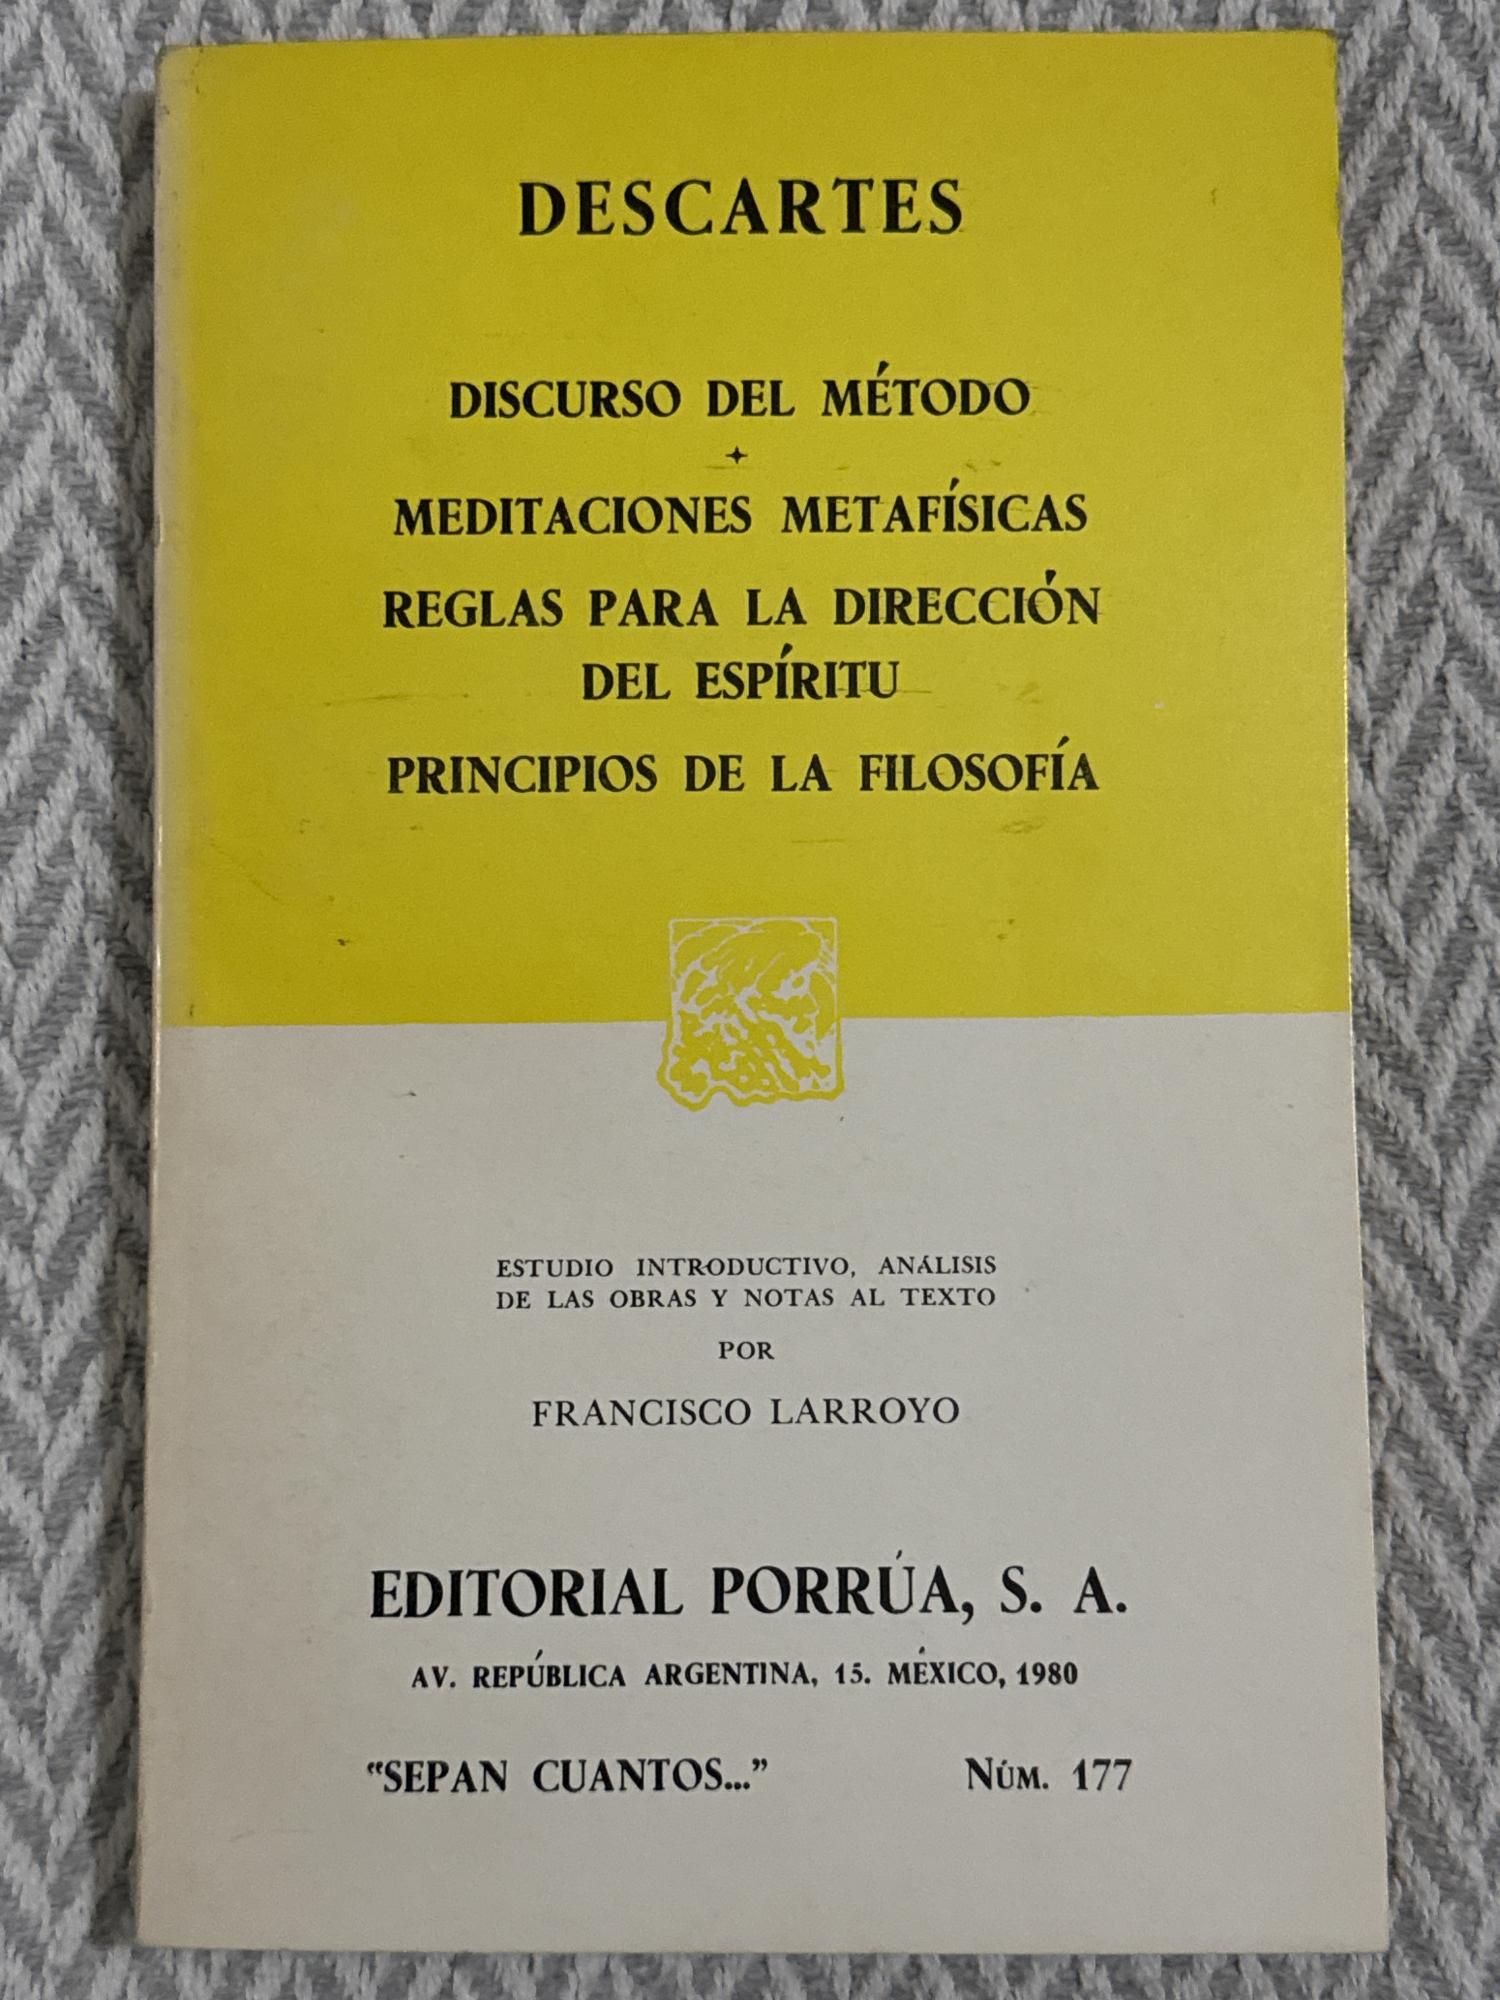 DESCARTES
DISCURSO DEL MÉTODO
MEDITACIONES METAFÍSICAS
REGLAS PARA LA DIRECCIÓN
DEL ESPÍRITU
PRINCIPIOS DE LA FILOSOFÍA
ESTUDIO INTRODUCTIVO, ANÁLISIS
DE LAS OBRAS Y NOTAS AL TEXTO
POR
FRANCISCO LARROYO
EDITORIAL PORRÚA, S. A.
AV. REPÚBLICA ARGENTINA, 15. MÉXICO, 1980
“SEPAN CUANTOS...” NÚM. 177